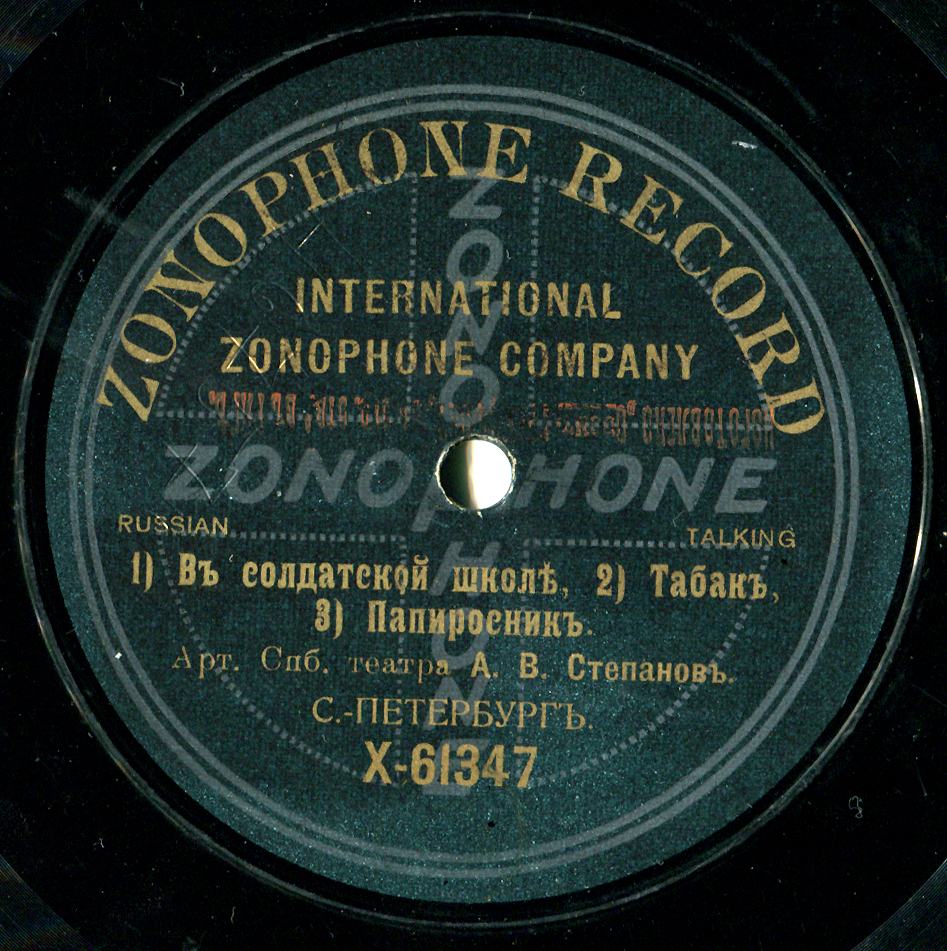 ZONOPHONE RECORD
INTERNATIONAL
ZONOPHONE COMPANY
ZONOPHONE
ZONOPHONE
RUSSIAN TALKING
1) Въ солдатской школѣ, 2) Табакъ,
3) Папиросникъ.
Арт. Спб. театра А. В. Степановъ.
С.-ПЕТЕРБУРГЪ.
X-61347